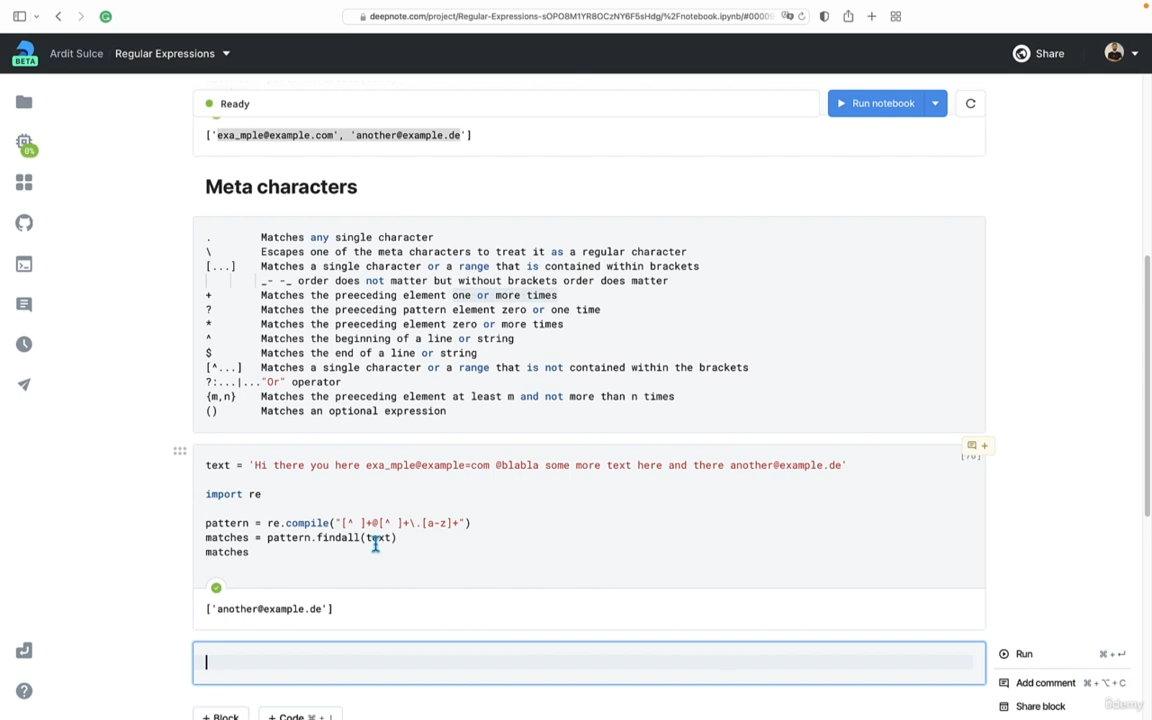 deepnote.com/project/Regular-Expressions-sOPO8M1YR8OCzNY6F5sHdg/%2Fnotebook.ipynb/#00009
BETA
Ardit Sulce
Regular Expressions
Share
Ready
Run notebook
0%
['exa_mple@example.com', 'another@example.de']
Meta characters
. Matches any single character
\ Escapes one of the meta characters to treat it as a regular character
[...] Matches a single character or a range that is contained within brackets
_- -_ order does not matter but without brackets order does matter
+ Matches the preeceding element one or more times
? Matches the preeceding pattern element zero or one time
* Matches the preeceding element zero or more times
^ Matches the beginning of a line or string
$ Matches the end of a line or string
[^...] Matches a single character or a range that is not contained within the brackets
?:...|..."Or" operator
{m,n} Matches the preeceding element at least m and not more than n times
() Matches an optional expression
text = 'Hi there you here exa_mple@example=com @blabla some more text here and there another@example.de'
import re
pattern = re.compile("[^ ]+@[^ ]+\.[a-z]+")
matches = pattern.findall(text)
matches
['another@example.de']
Run ⌘+↵
Add comment ⌘+⌥+C
Share block
+ Block
+ Code ⌘+J
ûdemy